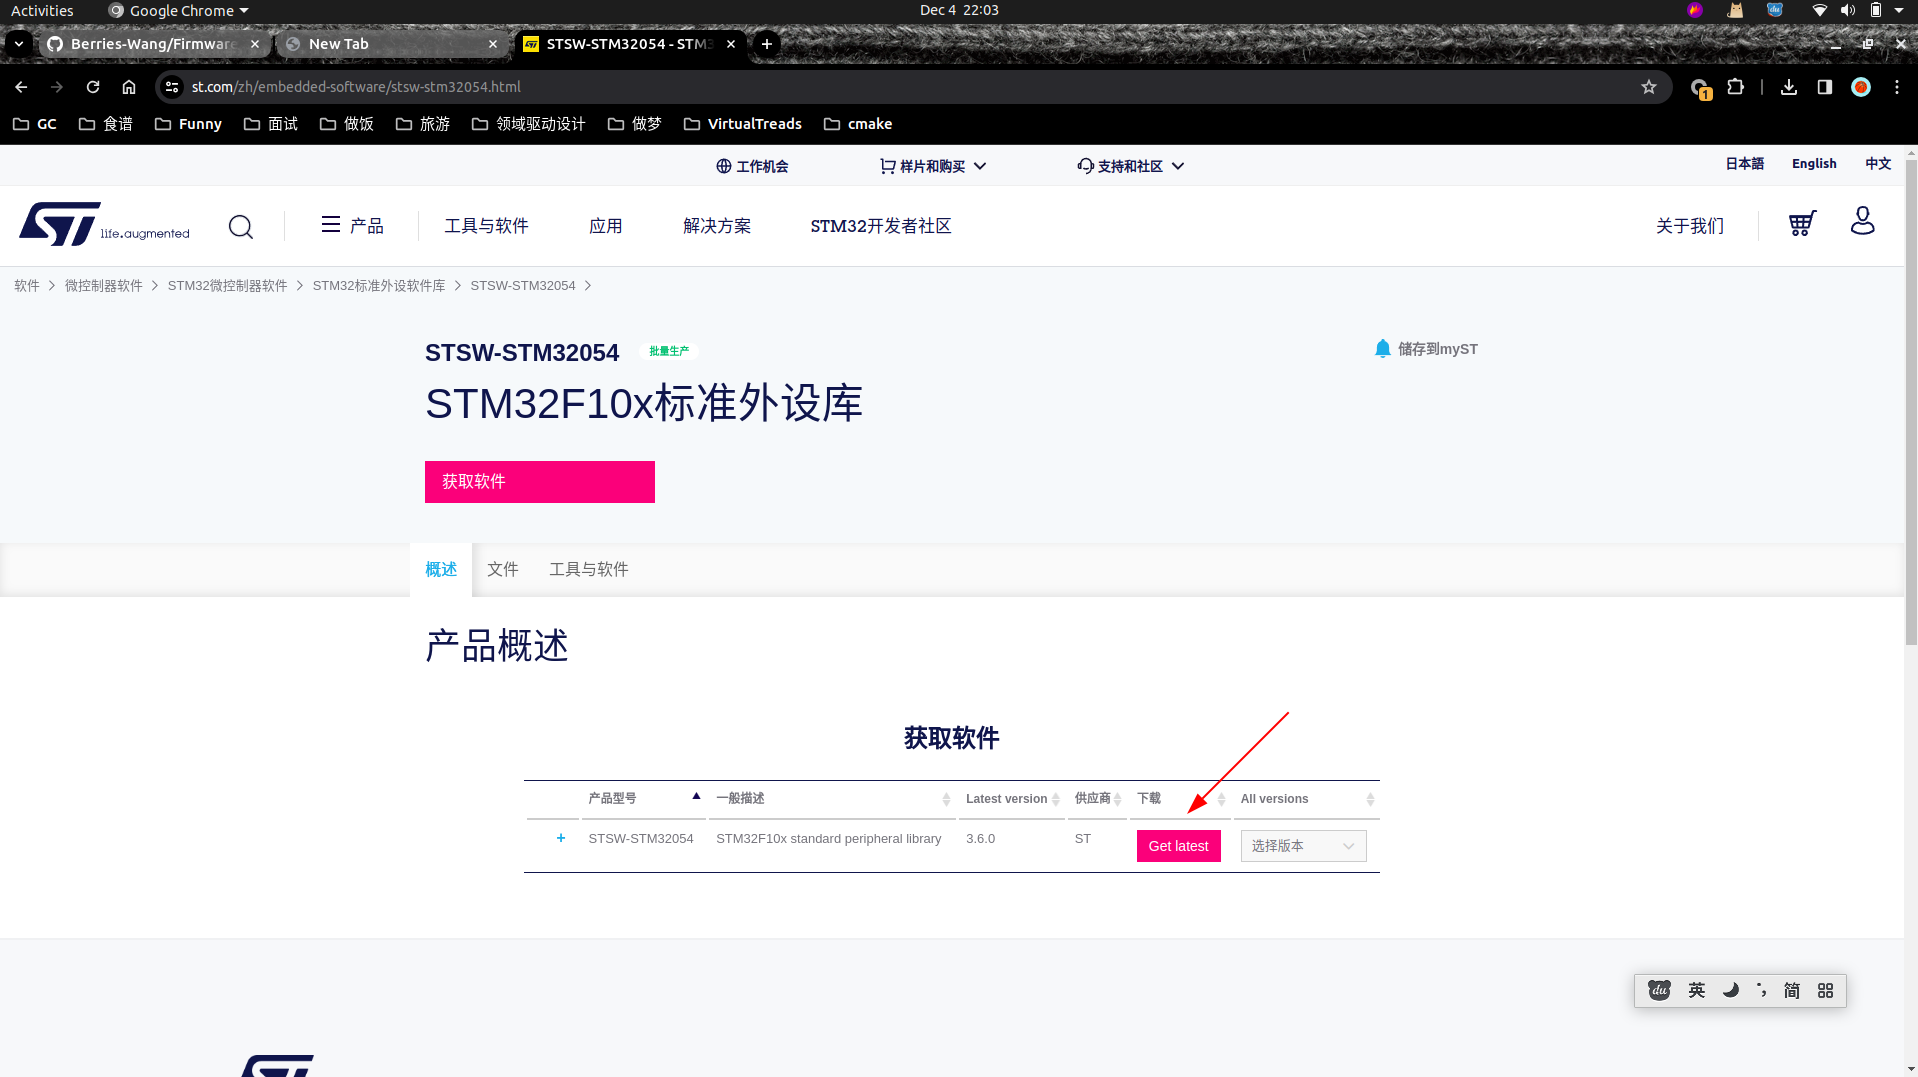 Activities
Google Chrome
Dec 4 22:03
Berries-Wang/Firmware
New Tab
STSW-STM32054 - STM3
st.com/zh/embedded-software/stsw-stm32054.html
1
GC
食谱
Funny
面试
做饭
旅游
领域驱动设计
做梦
VirtualTreads
cmake
工作机会
样片和购买
支持和社区
日本語
English
中文
ST life.augmented
产品
工具与软件
应用
解决方案
STM32开发者社区
关于我们
软件 > 微控制器软件 > STM32微控制器软件 > STM32标准外设软件库 > STSW-STM32054 >
STSW-STM32054
批量生产
储存到myST
STM32F10x标准外设库
获取软件
概述
文件
工具与软件
产品概述
获取软件
产品型号
一般描述
Latest version
供应商
下载
All versions
+
STSW-STM32054
STM32F10x standard peripheral library
3.6.0
ST
Get latest
选择版本
du 英 简